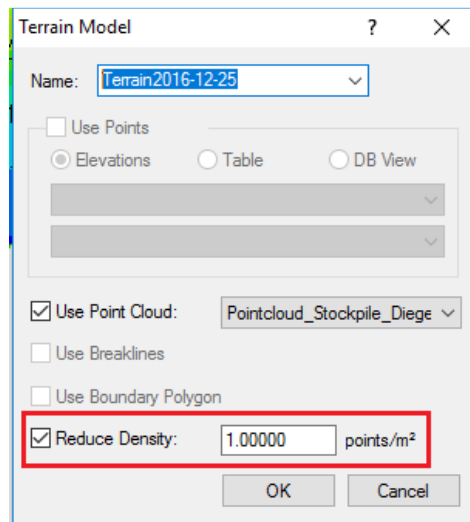 Terrain Model ? ×
Name: Terrain2016-12-25
Use Points
Elevations Table DB View
Use Point Cloud: Pointcloud_Stockpile_Diege
Use Breaklines
Use Boundary Polygon
Reduce Density: 1.00000 points/m²
OK Cancel